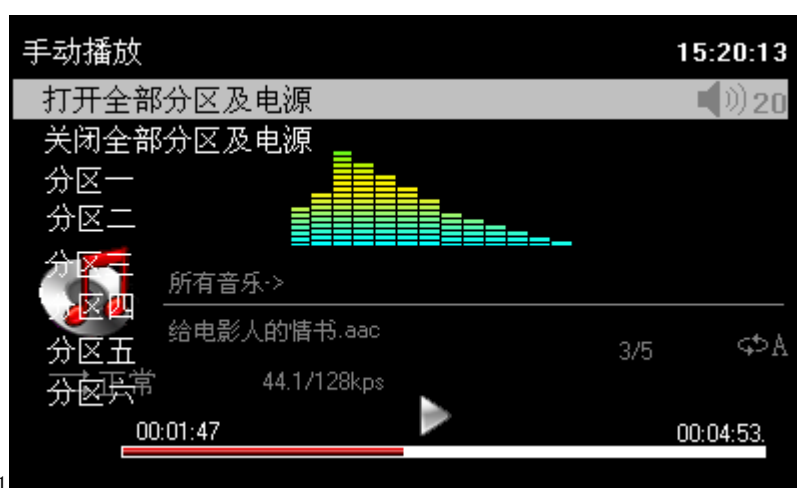 手动播放 15:20:13
打开全部分区及电源 20
关闭全部分区及电源
分区一
分区二
分区三
所有音乐->
分区四
给电影人的情书.aac
分区五 3/5 A
正常 44.1/128kps
分区六
00:01:47 00:04:53.
1